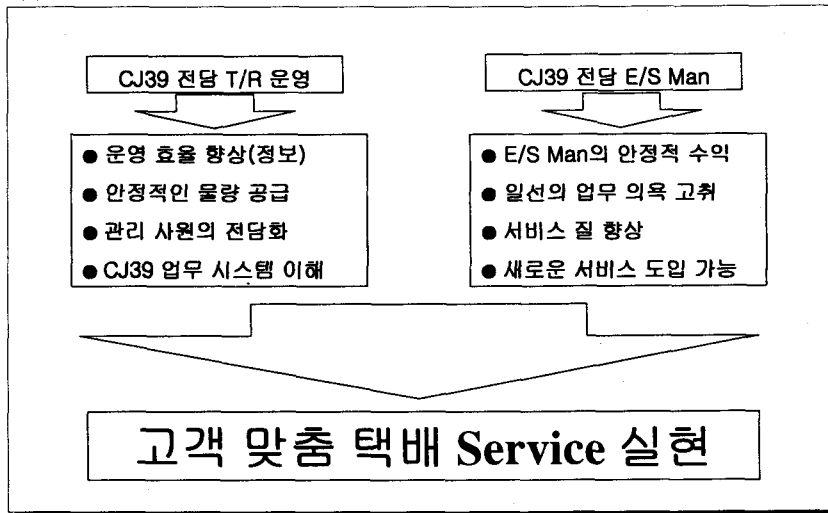 CJ39 전담 T/R 운영
● 운영 효율 향상(정보)
● 안정적인 물량 공급
● 관리 사원의 전담화
● CJ39 업무 시스템 이해
CJ39 전담 E/S Man
● E/S Man의 안정적 수익
● 일선의 업무 의욕 고취
● 서비스 질 향상
● 새로운 서비스 도입 가능
고객 맞춤 택배 Service 실현